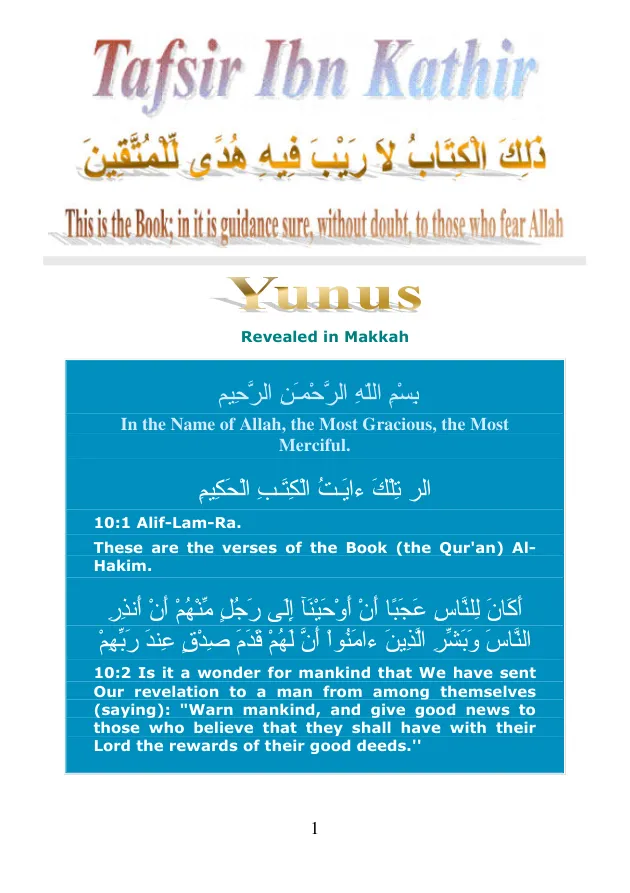 Tafsir Ibn Kathir
ذَلِكَ الْكِتَابُ لاَ رَيْبَ فِيهِ هُدًى لِّلْمُتَّقِينَ
This is the Book; in it is guidance sure, without doubt, to those who fear Allah
Yunus
Revealed in Makkah
بِسْمِ اللَّهِ الرَّحْمَـنِ الرَّحِيمِ
In the Name of Allah, the Most Gracious, the Most
Merciful.
الر تِلْكَ ءايَـتُ الْكِتَـبِ الْحَكِيمِ
10:1 Alif-Lam-Ra.
These are the verses of the Book (the Qur'an) Al-
Hakim.
أَكَانَ لِلنَّاسِ عَجَبًا أَنْ أَوْحَيْنَآ إِلَى رَجُلٍ مِّنْهُمْ أَنْ أَنذِرِ
النَّاسَ وَبَشِّرِ الَّذِينَ ءامَنُواْ أَنَّ لَهُمْ قَدَمَ صِدْقٍ عِندَ رَبِّهِمْ
10:2 Is it a wonder for mankind that We have sent
Our revelation to a man from among themselves
(saying): "Warn mankind, and give good news to
those who believe that they shall have with their
Lord the rewards of their good deeds.''
1